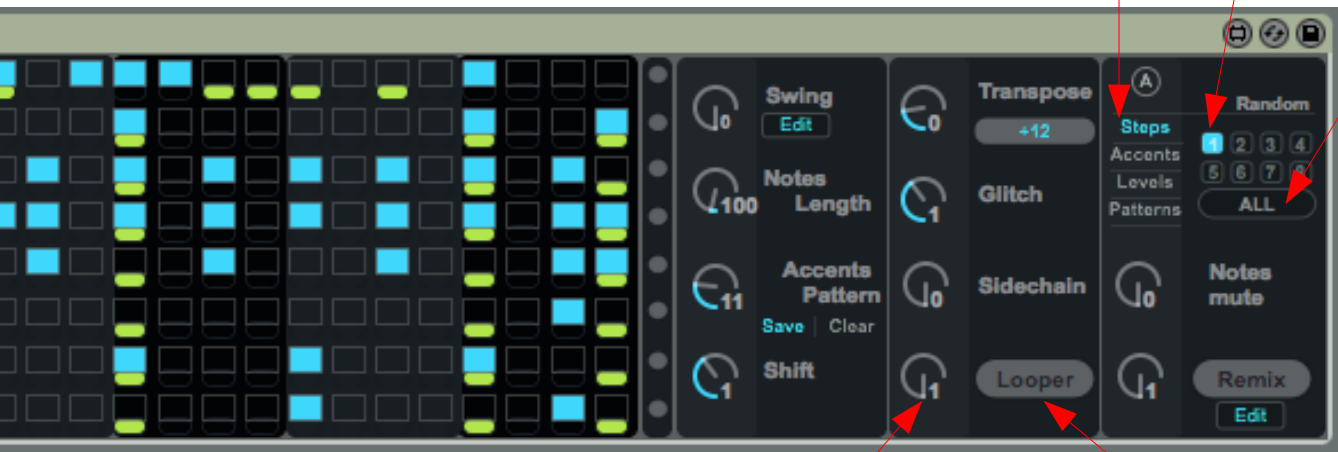 Swing
0
Edit
Notes
Length
100
Accents
Pattern
11
Save | Clear
Shift
1
Transpose
0
+12
Glitch
1
Sidechain
0
Looper
1
A
Random
Steps
Accents
Levels
Patterns
1 2 3 4
5 6 7 8
ALL
Notes
mute
0
Remix
1
Edit